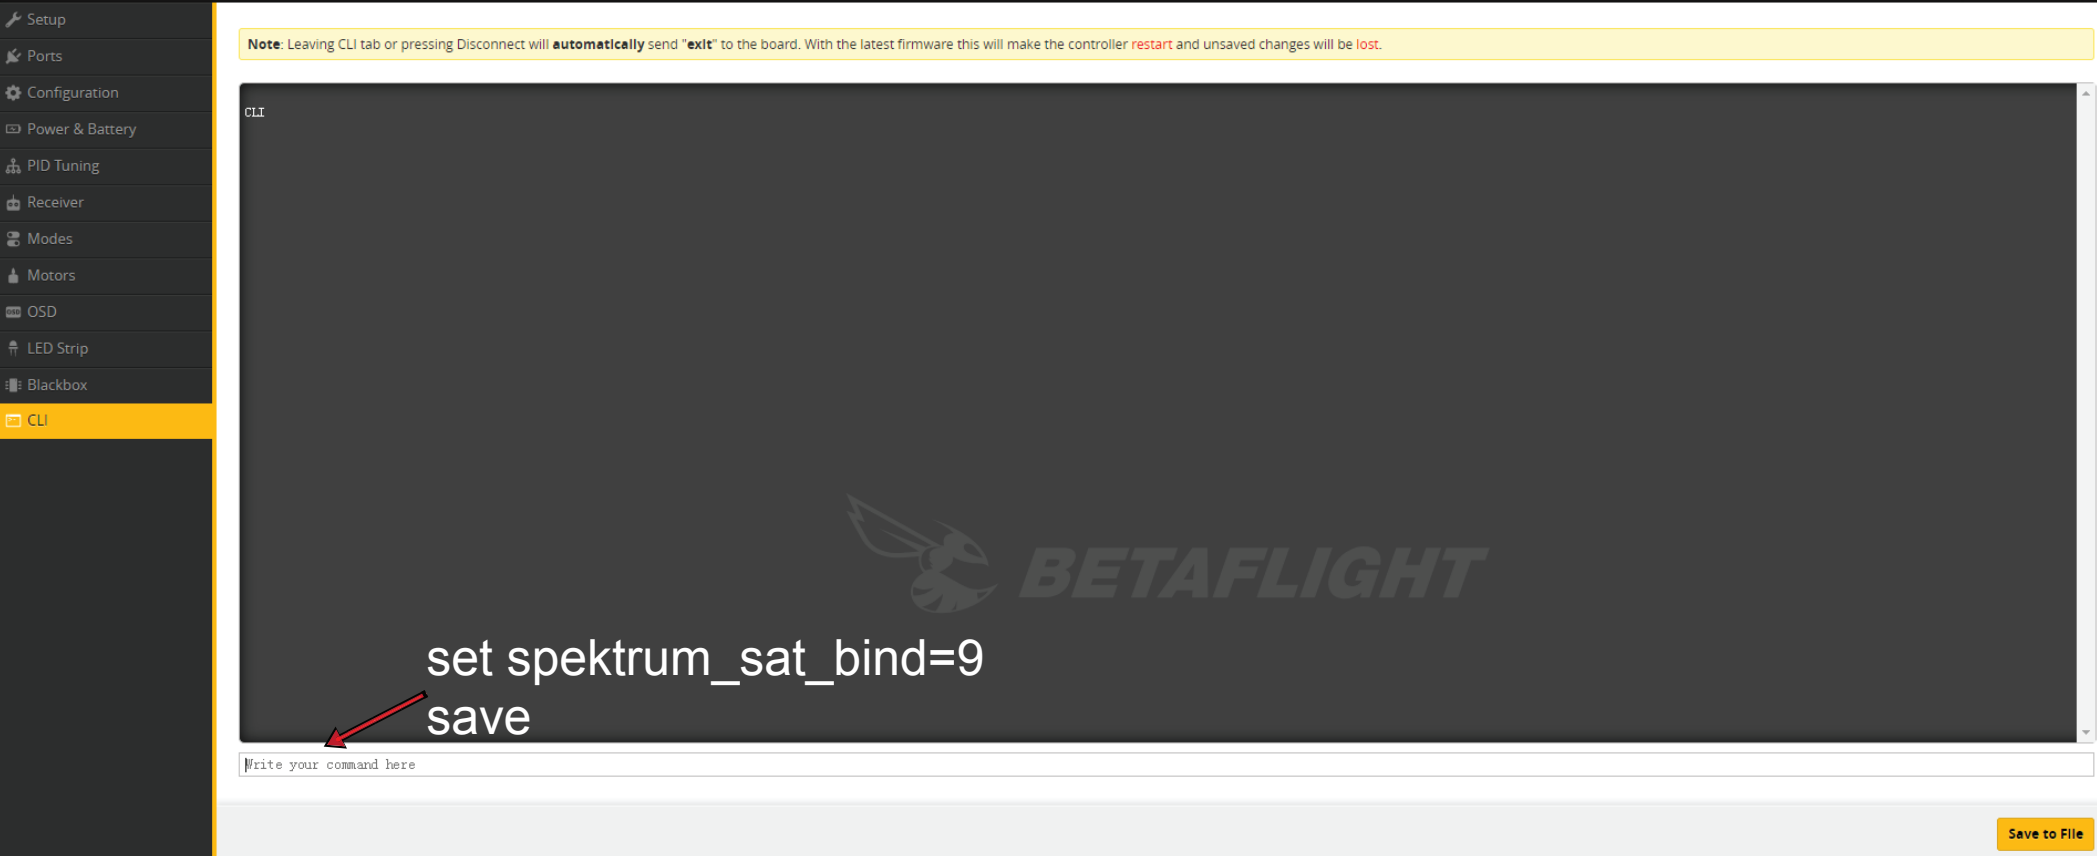 Setup
Ports
Configuration
Power & Battery
PID Tuning
Receiver
Modes
Motors
OSD
LED Strip
Blackbox
CLI
Note: Leaving CLI tab or pressing Disconnect will automatically send "exit" to the board. With the latest firmware this will make the controller restart and unsaved changes will be lost.
CLI
BETAFLIGHT
set spektrum_sat_bind=9
save
Write your command here
Save to File